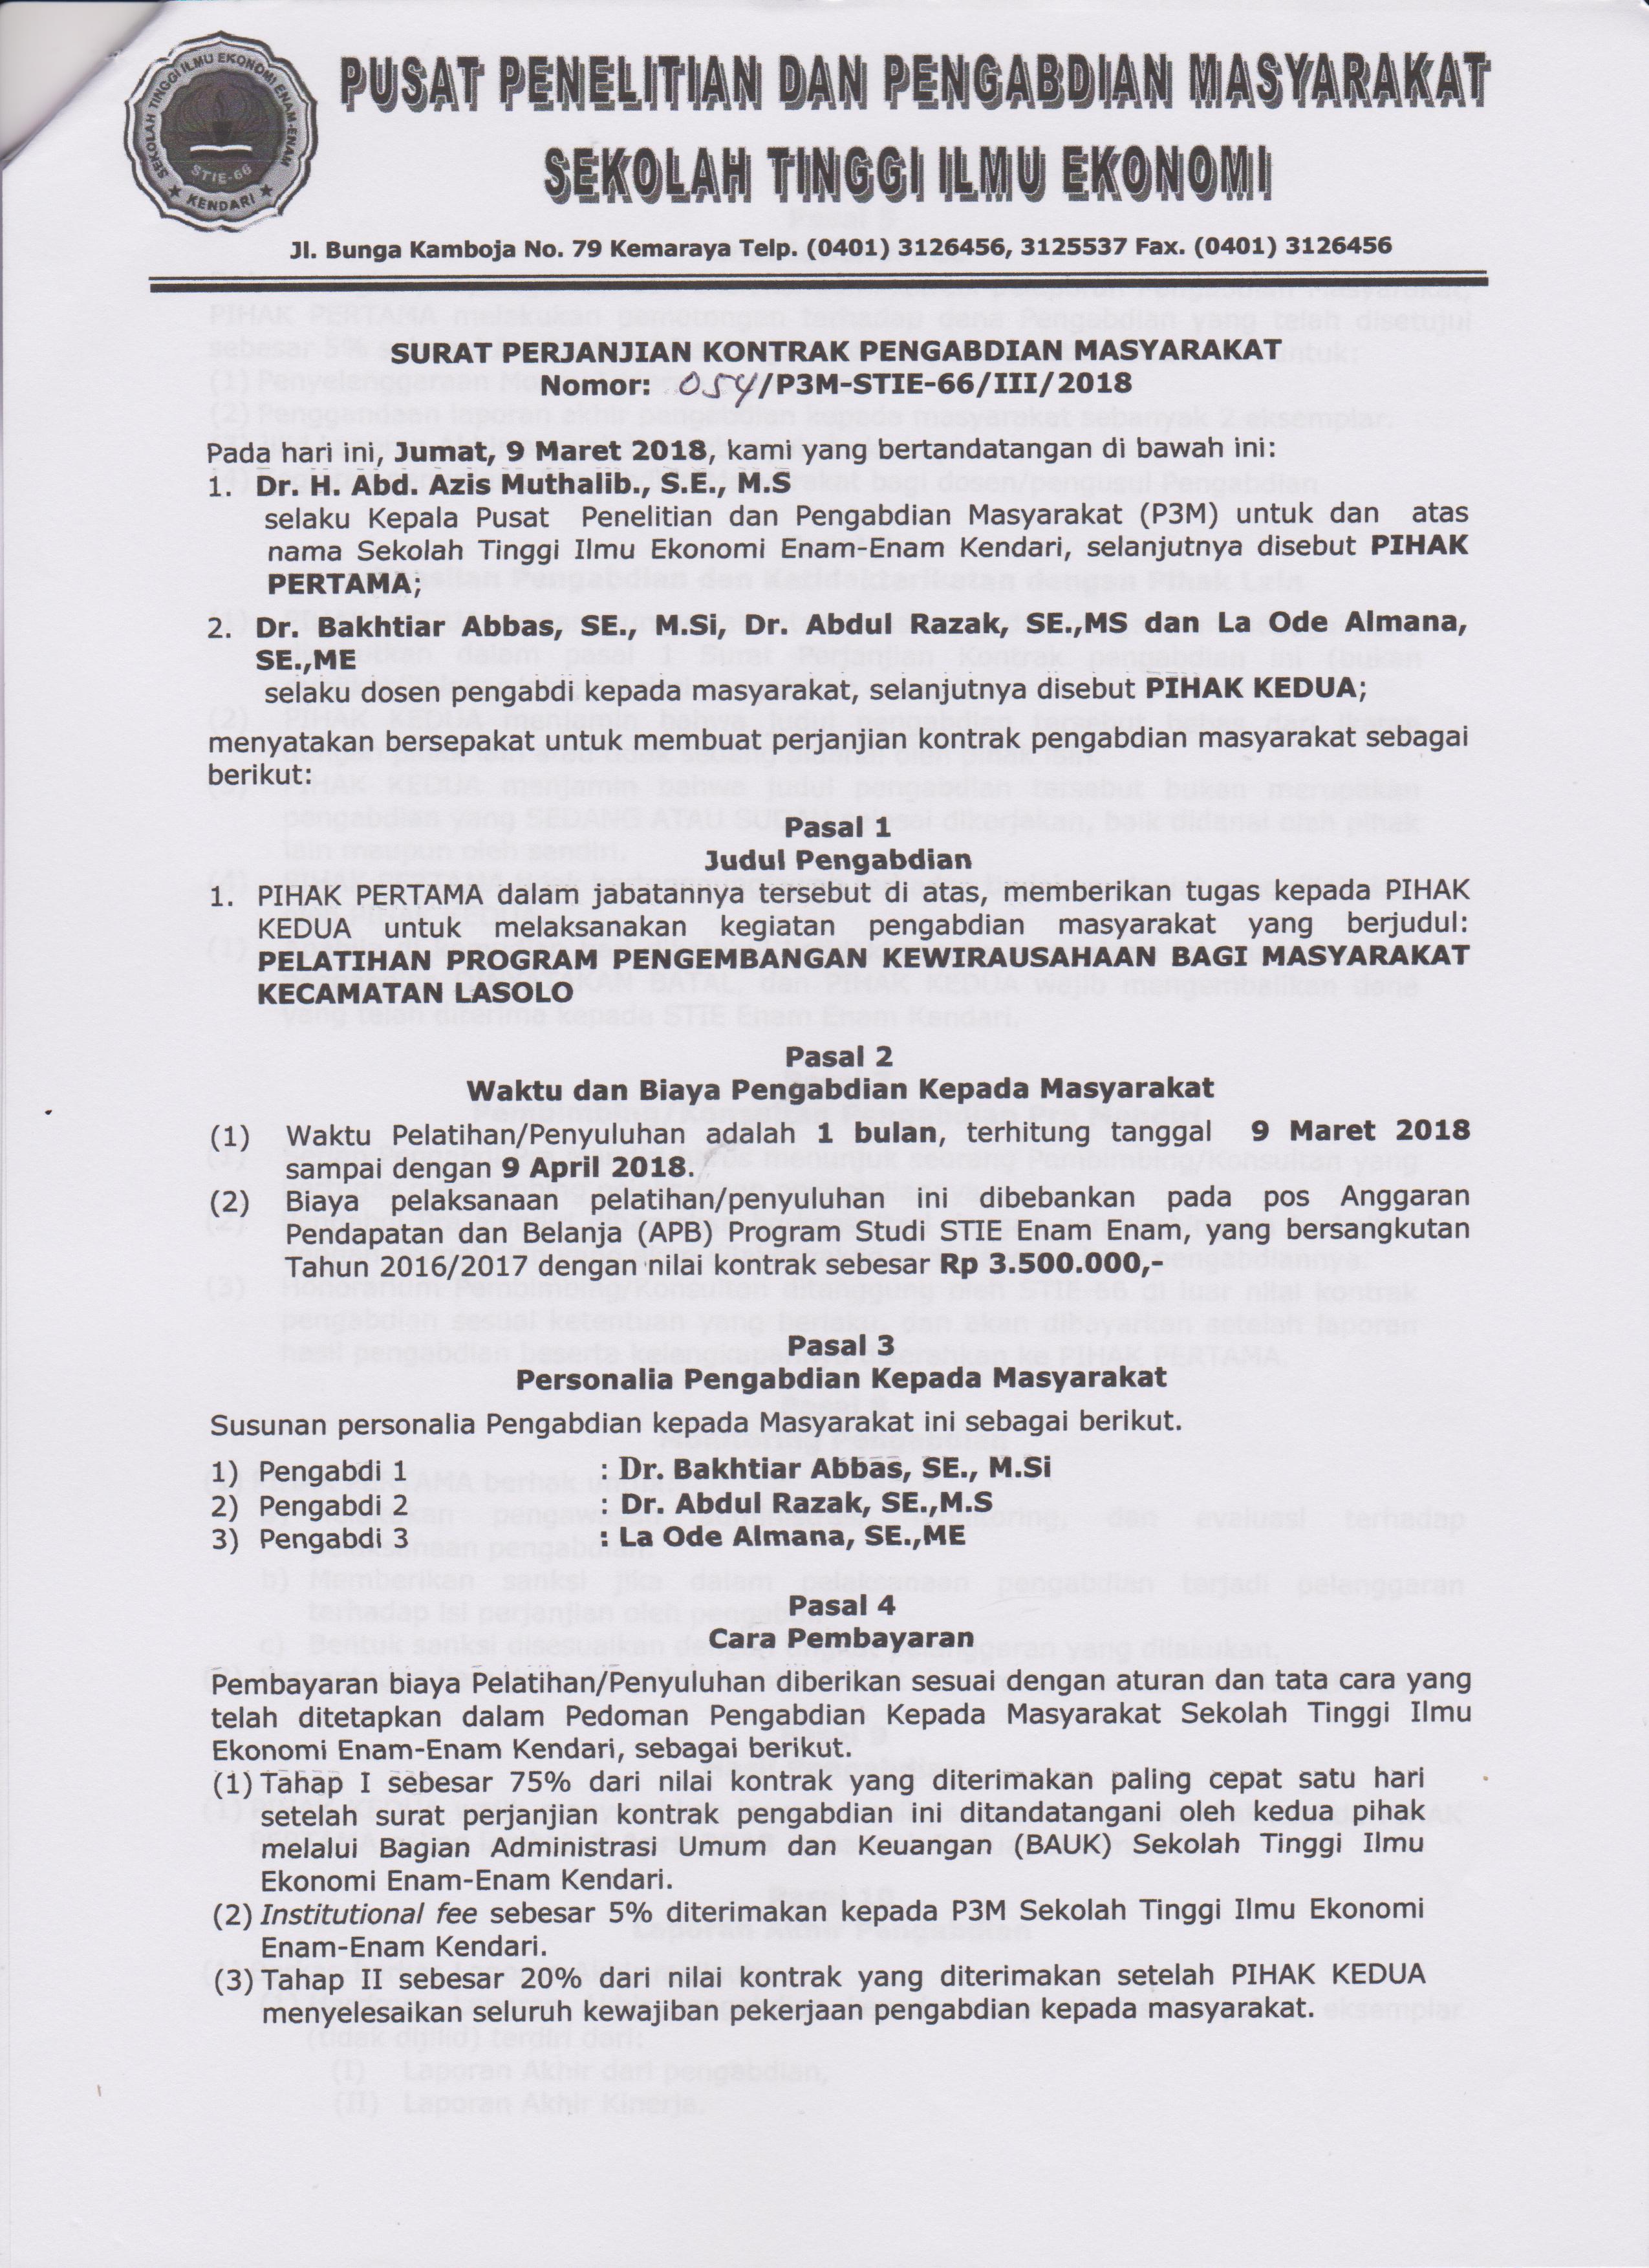 SEKOLAH TINGGI ILMU EKONOMI ENAM-ENAM
STIE-66
KENDARI
PUSAT PENELITIAN DAN PENGABDIAN MASYARAKAT
SEKOLAH TINGGI ILMU EKONOMI
Jl. Bunga Kamboja No. 79 Kemaraya Telp. (0401) 3126456, 3125537 Fax. (0401) 3126456
SURAT PERJANJIAN KONTRAK PENGABDIAN MASYARAKAT
Nomor: 054/P3M-STIE-66/III/2018
Pada hari ini, Jumat, 9 Maret 2018, kami yang bertandatangan di bawah ini:
1. Dr. H. Abd. Azis Muthalib., S.E., M.S
selaku Kepala Pusat Penelitian dan Pengabdian Masyarakat (P3M) untuk dan atas
nama Sekolah Tinggi Ilmu Ekonomi Enam-Enam Kendari, selanjutnya disebut PIHAK
PERTAMA;
2. Dr. Bakhtiar Abbas, SE., M.Si, Dr. Abdul Razak, SE.,MS dan La Ode Almana,
SE.,ME
selaku dosen pengabdi kepada masyarakat, selanjutnya disebut PIHAK KEDUA;
menyatakan bersepakat untuk membuat perjanjian kontrak pengabdian masyarakat sebagai
berikut:
Pasal 1
Judul Pengabdian
1. PIHAK PERTAMA dalam jabatannya tersebut di atas, memberikan tugas kepada PIHAK
KEDUA untuk melaksanakan kegiatan pengabdian masyarakat yang berjudul:
PELATIHAN PROGRAM PENGEMBANGAN KEWIRAUSAHAAN BAGI MASYARAKAT
KECAMATAN LASOLO
Pasal 2
Waktu dan Biaya Pengabdian Kepada Masyarakat
(1) Waktu Pelatihan/Penyuluhan adalah 1 bulan, terhitung tanggal 9 Maret 2018
sampai dengan 9 April 2018.
(2) Biaya pelaksanaan pelatihan/penyuluhan ini dibebankan pada pos Anggaran
Pendapatan dan Belanja (APB) Program Studi STIE Enam Enam, yang bersangkutan
Tahun 2016/2017 dengan nilai kontrak sebesar Rp 3.500.000,-
Pasal 3
Personalia Pengabdian Kepada Masyarakat
Susunan personalia Pengabdian kepada Masyarakat ini sebagai berikut.
1) Pengabdi 1 : Dr. Bakhtiar Abbas, SE., M.Si
2) Pengabdi 2 : Dr. Abdul Razak, SE.,M.S
3) Pengabdi 3 : La Ode Almana, SE.,ME
Pasal 4
Cara Pembayaran
Pembayaran biaya Pelatihan/Penyuluhan diberikan sesuai dengan aturan dan tata cara yang
telah ditetapkan dalam Pedoman Pengabdian Kepada Masyarakat Sekolah Tinggi Ilmu
Ekonomi Enam-Enam Kendari, sebagai berikut.
(1) Tahap I sebesar 75% dari nilai kontrak yang diterimakan paling cepat satu hari
setelah surat perjanjian kontrak pengabdian ini ditandatangani oleh kedua pihak
melalui Bagian Administrasi Umum dan Keuangan (BAUK) Sekolah Tinggi Ilmu
Ekonomi Enam-Enam Kendari.
(2) Institutional fee sebesar 5% diterimakan kepada P3M Sekolah Tinggi Ilmu Ekonomi
Enam-Enam Kendari.
(3) Tahap II sebesar 20% dari nilai kontrak yang diterimakan setelah PIHAK KEDUA
menyelesaikan seluruh kewajiban pekerjaan pengabdian kepada masyarakat.